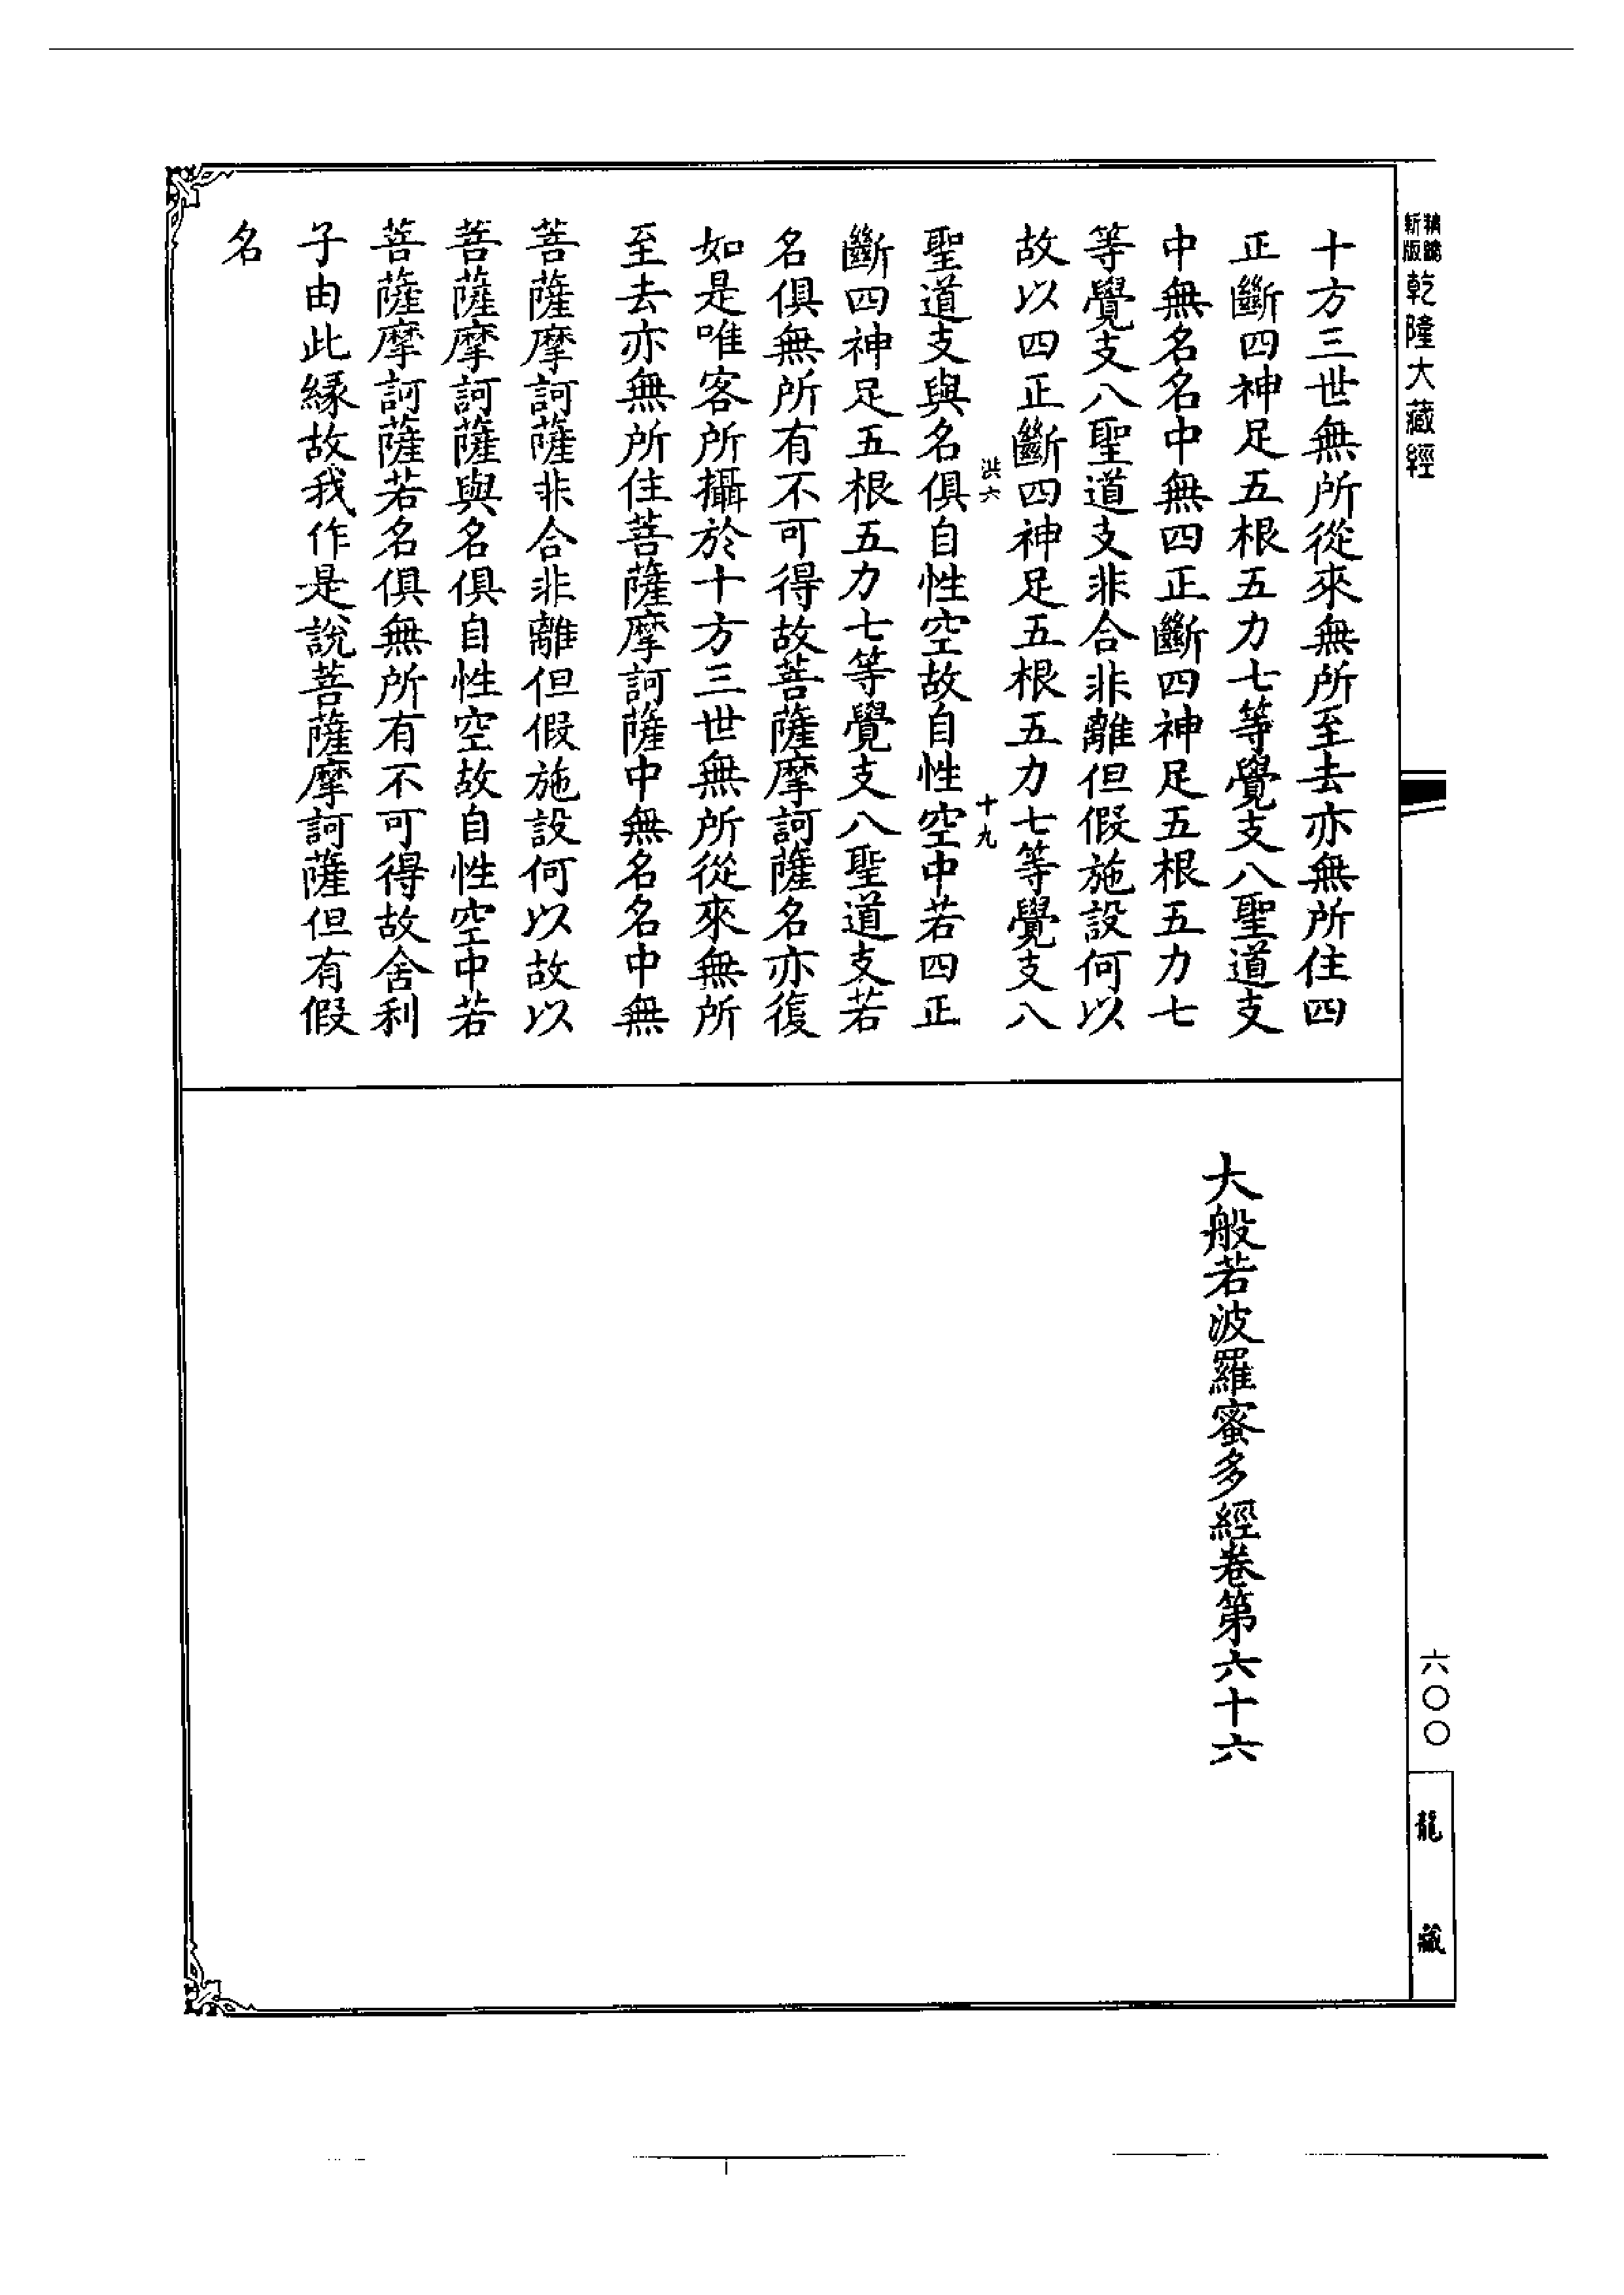 新版
精鐫
乾隆大藏經
十方三世無所從來無所至去亦無所住四
正斷四神足五根五力七等覺支八聖道支
中無名名中無四正斷四神足五根五力七
等覺支八聖道支非合非離但假施設何以
故以四正斷四神足五根五力七等覺支八
洪六
十九
聖道支與名俱自性空故自性空中若四正
斷四神足五根五力七等覺支八聖道支若
名俱無所有不可得故菩薩摩訶薩名亦復
如是唯客所攝於十方三世無所從來無所
至去亦無所住菩薩摩訶薩中無名名中無
菩薩摩訶薩非合非離但假施設何以故以
菩薩摩訶薩與名俱自性空故自性空中若
菩薩摩訶薩若名俱無所有不可得故舍利
子由此緣故我作是說菩薩摩訶薩但有假
名
大般若波羅蜜多經卷第六十六
六〇〇
龍藏